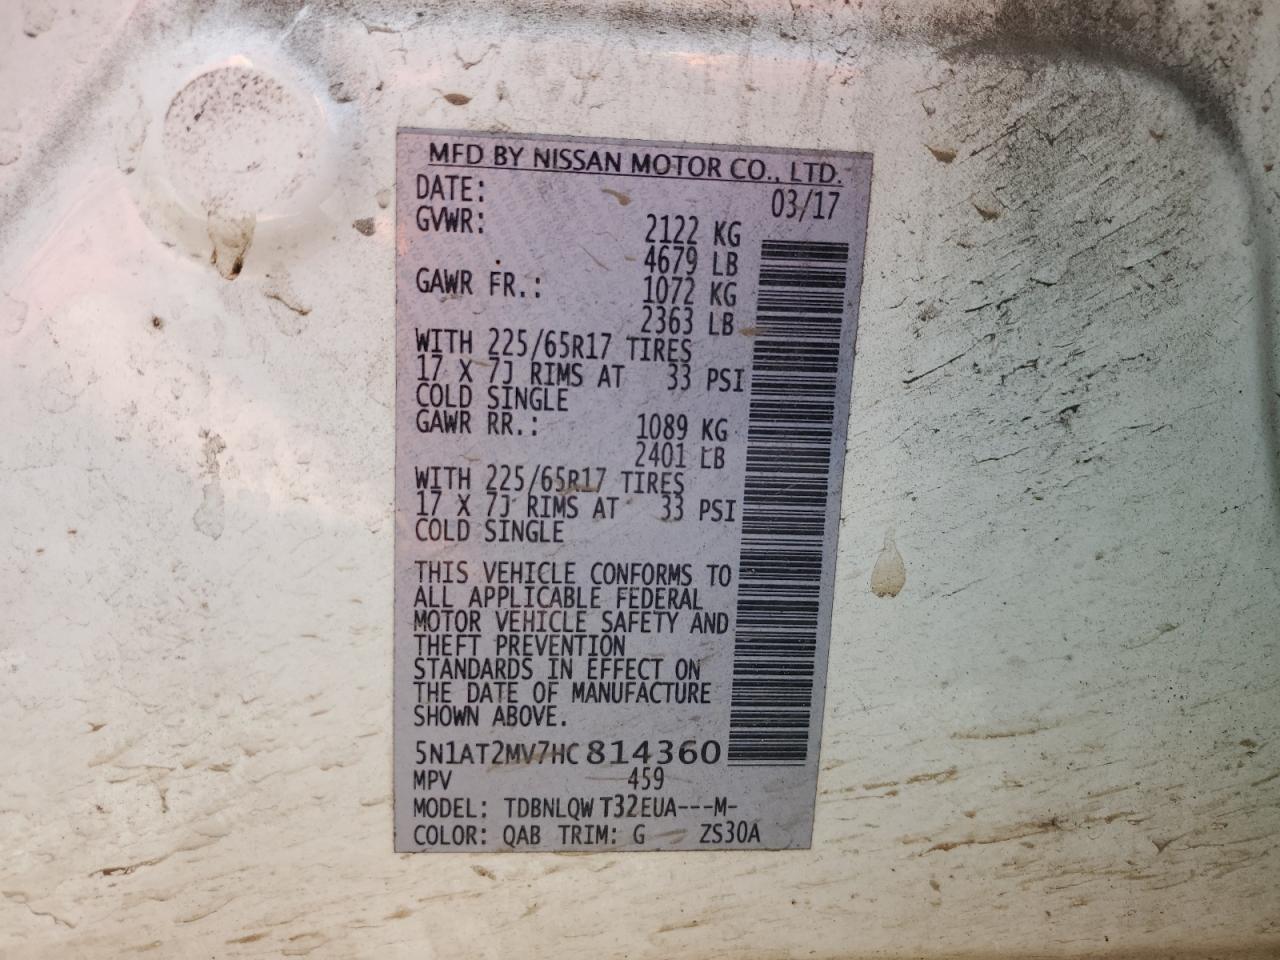 MFD BY NISSAN MOTOR CO., LTD.
DATE: 03/17
GVWR: 2122 KG
4679 LB
GAWR FR.: 1072 KG
2363 LB
WITH 225/65R17 TIRES
17 X 7J RIMS AT 33 PSI
COLD SINGLE
GAWR RR.: 1089 KG
2401 LB
WITH 225/65R17 TIRES
17 X 7J RIMS AT 33 PSI
COLD SINGLE
THIS VEHICLE CONFORMS TO
ALL APPLICABLE FEDERAL
MOTOR VEHICLE SAFETY AND
THEFT PREVENTION
STANDARDS IN EFFECT ON
THE DATE OF MANUFACTURE
SHOWN ABOVE.
5N1AT2MV7HC814360
MPV 459
MODEL: TDBNLQWT32EUA---M-
COLOR: QAB TRIM: G ZS30A